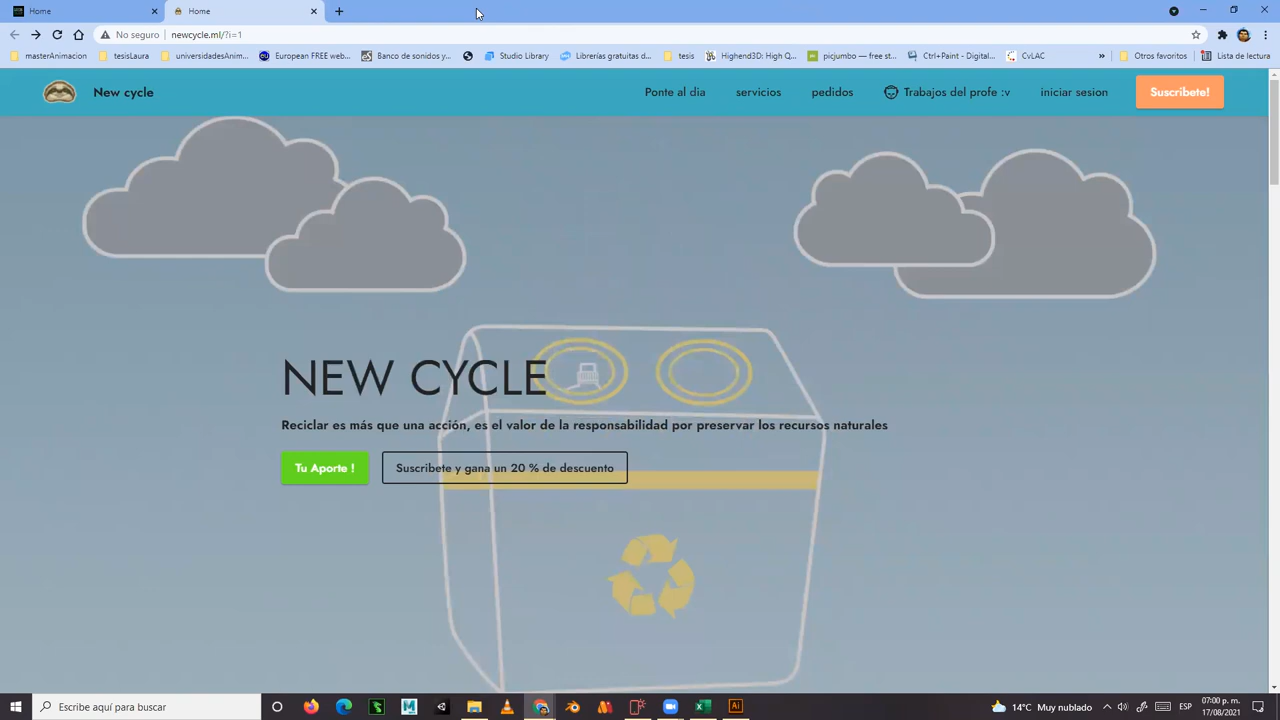 Home
Home
No seguro
newcycle.ml/?i=1
masterAnimacion
tesisLaura
universidadesAnim...
European FREE web...
Banco de sonidos y...
Studio Library
Librerías gratuitas d...
tesis
Highend3D: High Q...
picjumbo — free st...
Ctrl+Paint - Digital...
CvLAC
»
Otros favoritos
Lista de lectura
New cycle
Ponte al dia
servicios
pedidos
Trabajos del profe :v
iniciar sesion
Suscribete!
NEW CYCLE
Reciclar es más que una acción, es el valor de la responsabilidad por preservar los recursos naturales
Tu Aporte !
Suscribete y gana un 20 % de descuento
Escribe aquí para buscar
14°C Muy nublado
ESP
07:00 p. m.
17/08/2021